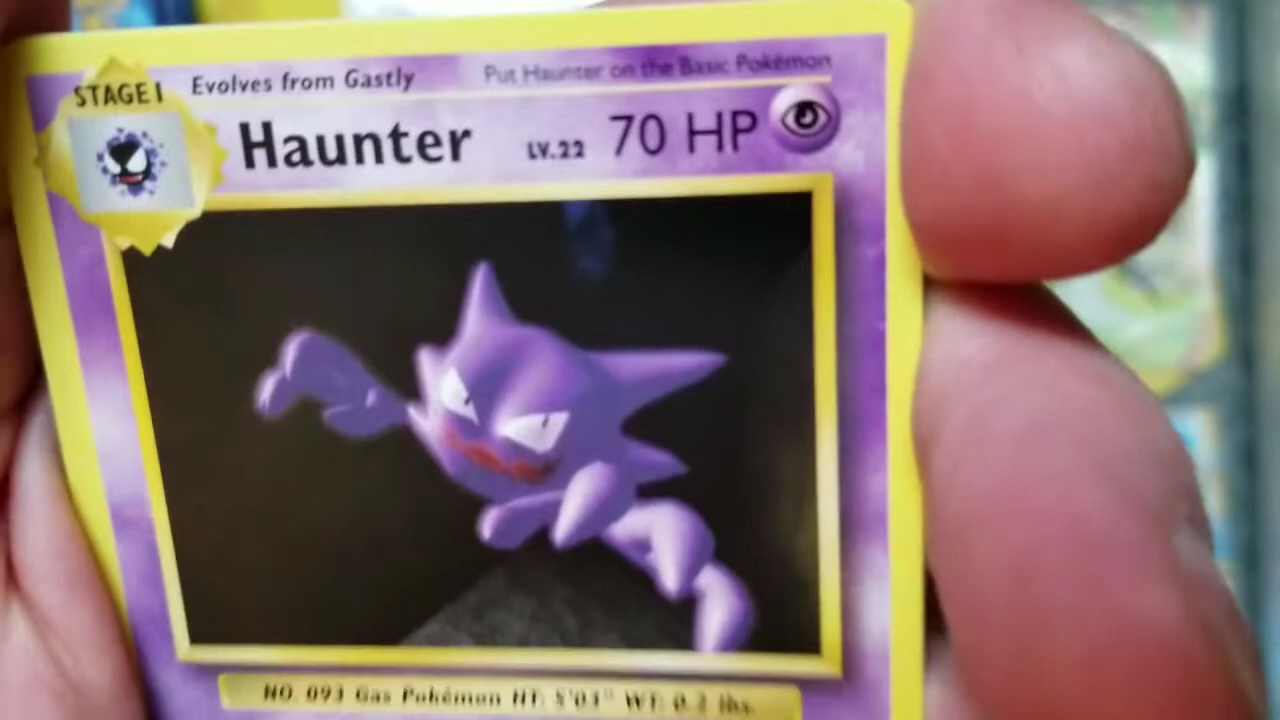 STAGE 1 Evolves from Gastly Put Haunter on the Basic Pokémon
Haunter LV.22 70 HP
NO. 093 Gas Pokémon HT: 5'03" WT: 0.2 lbs.